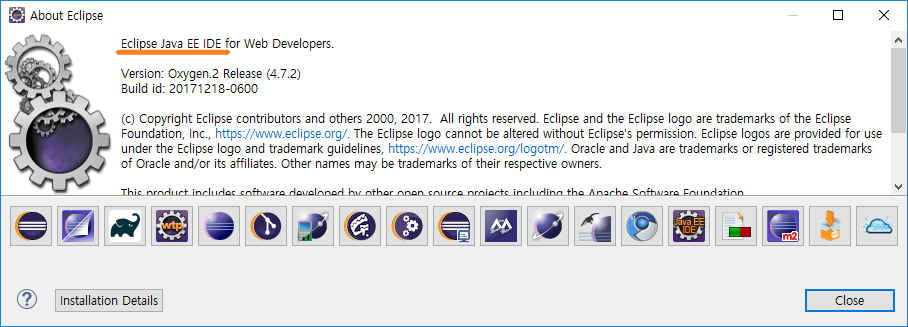 About Eclipse
Eclipse Java EE IDE for Web Developers.
Version: Oxygen.2 Release (4.7.2)
Build id: 20171218-0600
(c) Copyright Eclipse contributors and others 2000, 2017.  All rights reserved. Eclipse and the Eclipse logo are trademarks of the Eclipse
Foundation, Inc., https://www.eclipse.org/. The Eclipse logo cannot be altered without Eclipse's permission. Eclipse logos are provided for use
under the Eclipse logo and trademark guidelines, https://www.eclipse.org/logotm/. Oracle and Java are trademarks or registered trademarks
of Oracle and/or its affiliates. Other names may be trademarks of their respective owners.
This product includes software developed by other open source projects including the Apache Software Foundation
wtp
Java EE
IDE
m2
?
Installation Details
Close